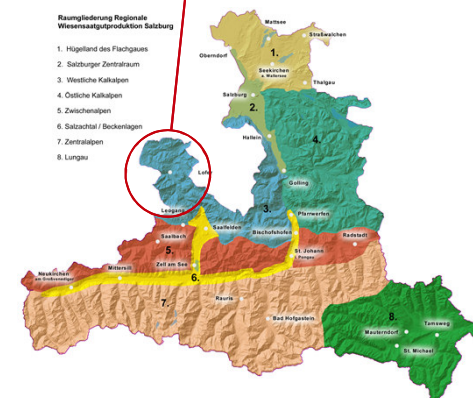 Raumgliederung Regionale
Wiesensaatgutproduktion Salzburg
1. Hügelland des Flachgaues
2. Salzburger Zentralraum
3. Westliche Kalkalpen
4. Östliche Kalkalpen
5. Zwischenalpen
6. Salzachtal / Beckenlagen
7. Zentralalpen
8. Lungau
Mattsee
Straßwalchen
Oberndorf
1.
Seekirchen
a. Wallersee
Thalgau
Salzburg
2.
Hallein
4.
Lofer
Golling
Leogang
3.
Pfarrwerfen
Saalfelden
Bischofshofen
Saalbach
Radstadt
5.
St. Johann
i. Pongau
Zell am See
Mittersill
Neukirchen
am Großvenediger
6.
Rauris
7.
Bad Hofgastein
8.
Tamsweg
Mauterndorf
St. Michael